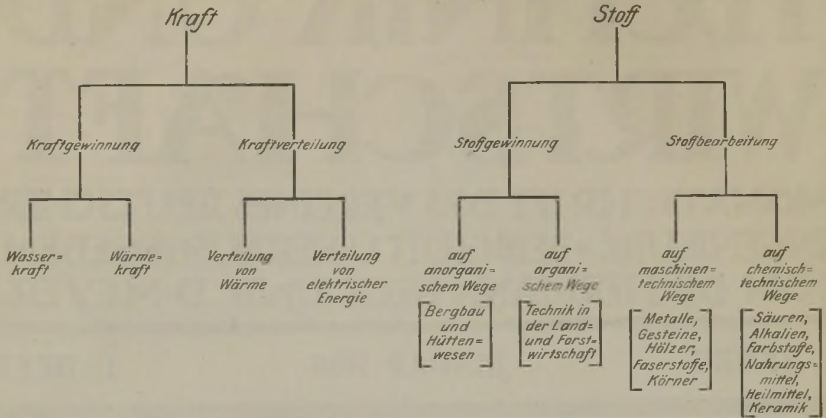 Kraft
Stoff
Kraftgewinnung
Kraftverteilung
Stoffgewinnung
Stoffbearbeitung
Wasser=
kraft
Wärme=
kraft
Verteilung
von
Wärme
Verteilung
von
elektrischer
Energie
auf
anorgani=
schem Wege
[Bergbau
und
Hütten=
wesen]
auf
organi=
schem Wege
[Technik in
der Land=
und Forst=
wirtschaft]
auf
maschinen=
technischem
Wege
[Metalle,
Gesteine,
Hölzer,
Faserstoffe,
Körner]
auf
chemisch=
technischem
Wege
[Säuren,
Alkalien,
Farbstoffe,
Nahrungs=
mittel,
Heilmittel,
Keramik]